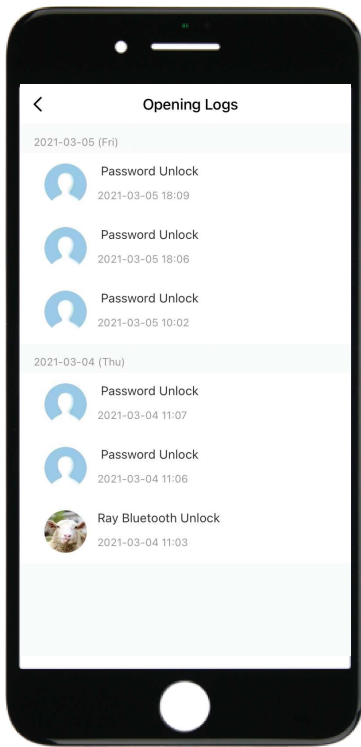 Opening Logs
2021-03-05 (Fri)
Password Unlock
2021-03-05 18:09
Password Unlock
2021-03-05 18:06
Password Unlock
2021-03-05 10:02
2021-03-04 (Thu)
Password Unlock
2021-03-04 11:07
Password Unlock
2021-03-04 11:06
Ray Bluetooth Unlock
2021-03-04 11:03